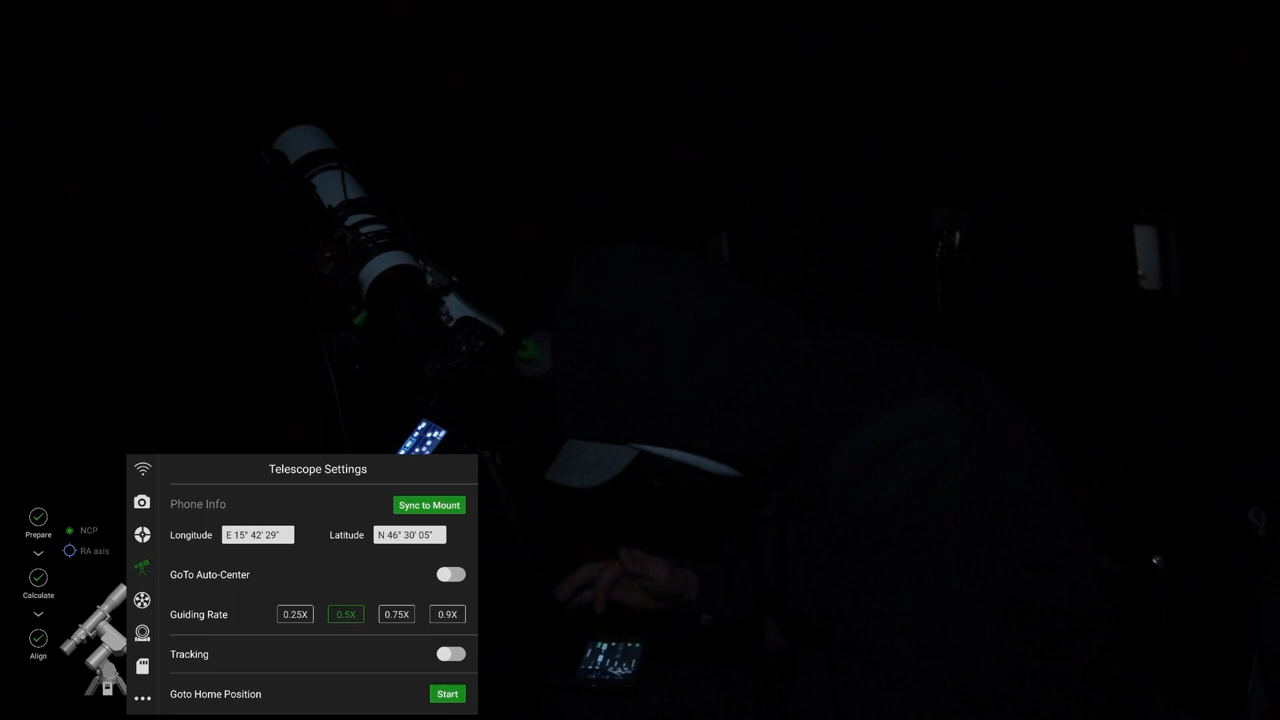 Telescope Settings
Phone Info
Sync to Mount
Longitude
E 15° 42' 29"
Latitude
N 46° 30' 05"
GoTo Auto-Center
Guiding Rate
0.25X
0.5X
0.75X
0.9X
Tracking
Goto Home Position
Start
Prepare
NCP
RA axis
Calculate
Align